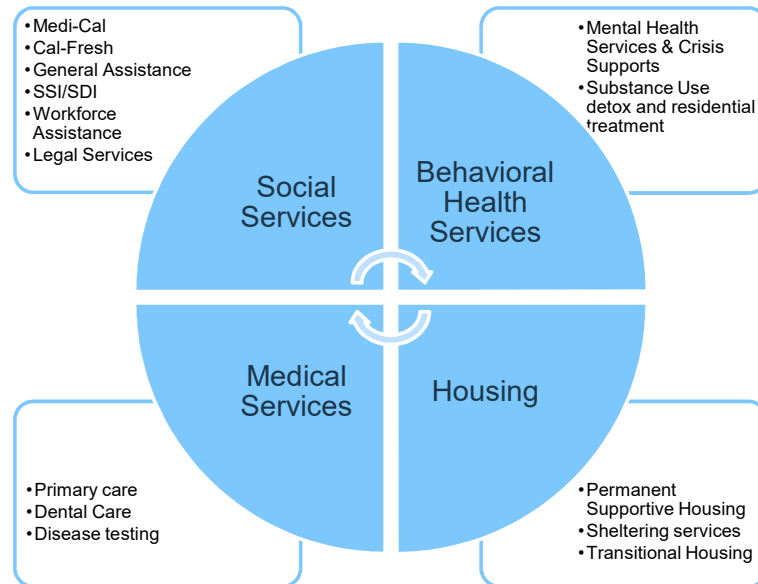 •Medi-Cal
•Cal-Fresh
•General Assistance
•SSI/SDI
•Workforce
Assistance
•Legal Services
•Mental Health
Services & Crisis
Supports
•Substance Use
detox and residential
treatment
Social
Services
Behavioral
Health
Services
Medical
Services
Housing
•Primary care
•Dental Care
•Disease testing
•Permanent
Supportive Housing
•Sheltering services
•Transitional Housing